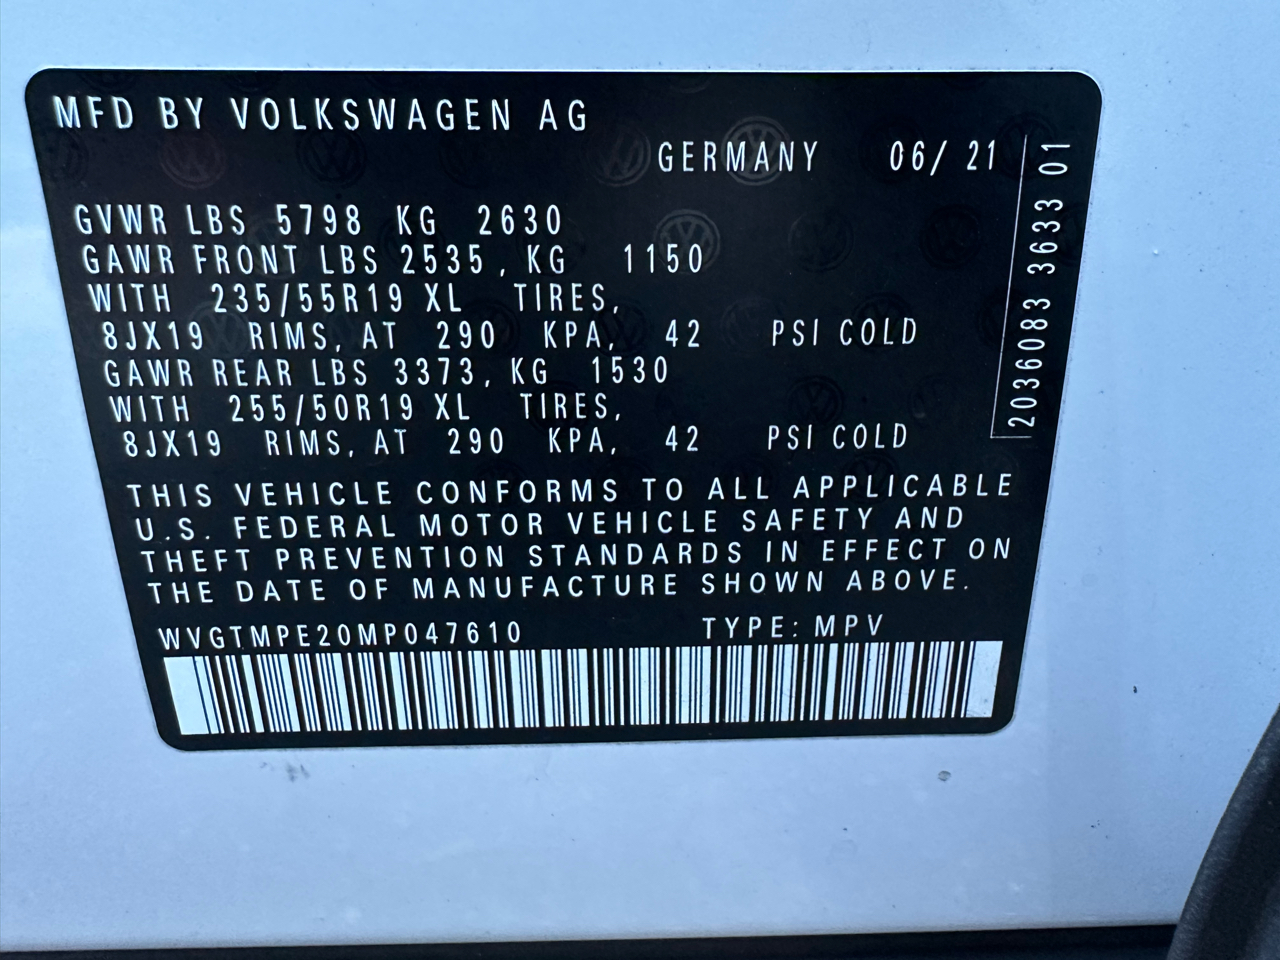 MFD BY VOLKSWAGEN AG
GERMANY 06/ 21
GVWR LBS 5798 KG 2630
GAWR FRONT LBS 2535, KG 1150
WITH 235/55R19 XL TIRES,
8JX19 RIMS, AT 290 KPA, 42 PSI COLD
GAWR REAR LBS 3373, KG 1530
WITH 255/50R19 XL TIRES,
8JX19 RIMS, AT 290 KPA, 42 PSI COLD
THIS VEHICLE CONFORMS TO ALL APPLICABLE
U.S. FEDERAL MOTOR VEHICLE SAFETY AND
THEFT PREVENTION STANDARDS IN EFFECT ON
THE DATE OF MANUFACTURE SHOWN ABOVE.
WVGTMPE20MP047610 TYPE: MPV
2036083 3633 01